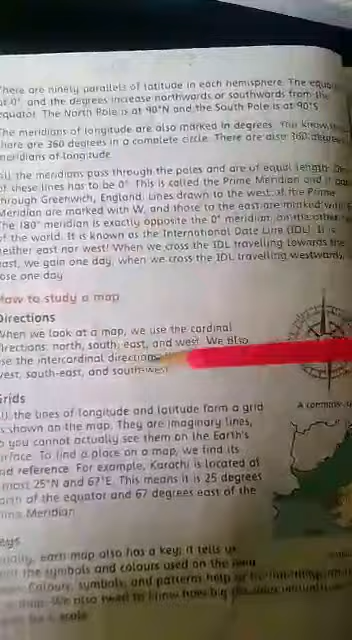 There are ninety parallels of latitude in each hemisphere. The equa
at 0° and the degrees increase northwards or southwards from the
equator. The North Pole is at 90°N and the South Pole is at 90°S.
The meridians of longitude are also marked in degrees. You know
there are 360 degrees in a complete circle. There are also 360 degrees
meridians of longitude.
All the meridians pass through the poles and are of equal length.
of these lines has to be 0°. This is called the Prime Meridian and it
through Greenwich, England. Lines drawn to the west of the Prime
Meridian are marked with W, and those to the east are marked with E
The 180° meridian is exactly opposite the 0° meridian, on the other
of the world. It is known as the International Date Line (IDL). It is
neither east nor west! When we cross the IDL travelling towards the
east, we gain one day, when we cross the IDL travelling westwards,
ose one day.
How to study a map
Directions
When we look at a map, we use the cardinal
directions: north, south, east, and west. We also
se the intercardinal directions
west, south-east, and south-west
Grids
All the lines of longitude and latitude form a grid
s shown on the map. They are imaginary lines,
o you cannot actually see them on the Earth's
urface. To find a place on a map, we find its
rid reference. For example, Karachi is located at
most 25°N and 67°E. This means it is 25 degrees
orth of the equator and 67 degrees east of the
rime Meridian.
A compass
eys
each map also has a key; it tells us
the symbols and colours used on the map
Colours, symbols, and patterns help
map. We also need to know how big
scale